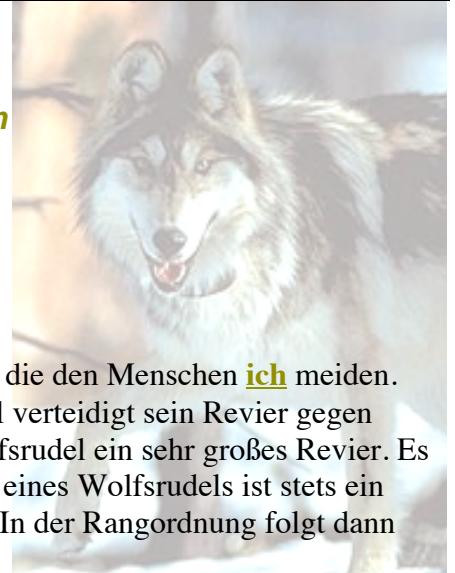 n
die den Menschen ich meiden.
l verteidigt sein Revier gegen
fsrudel ein sehr großes Revier. Es
eines Wolfsrudels ist stets ein
In der Rangordnung folgt dann